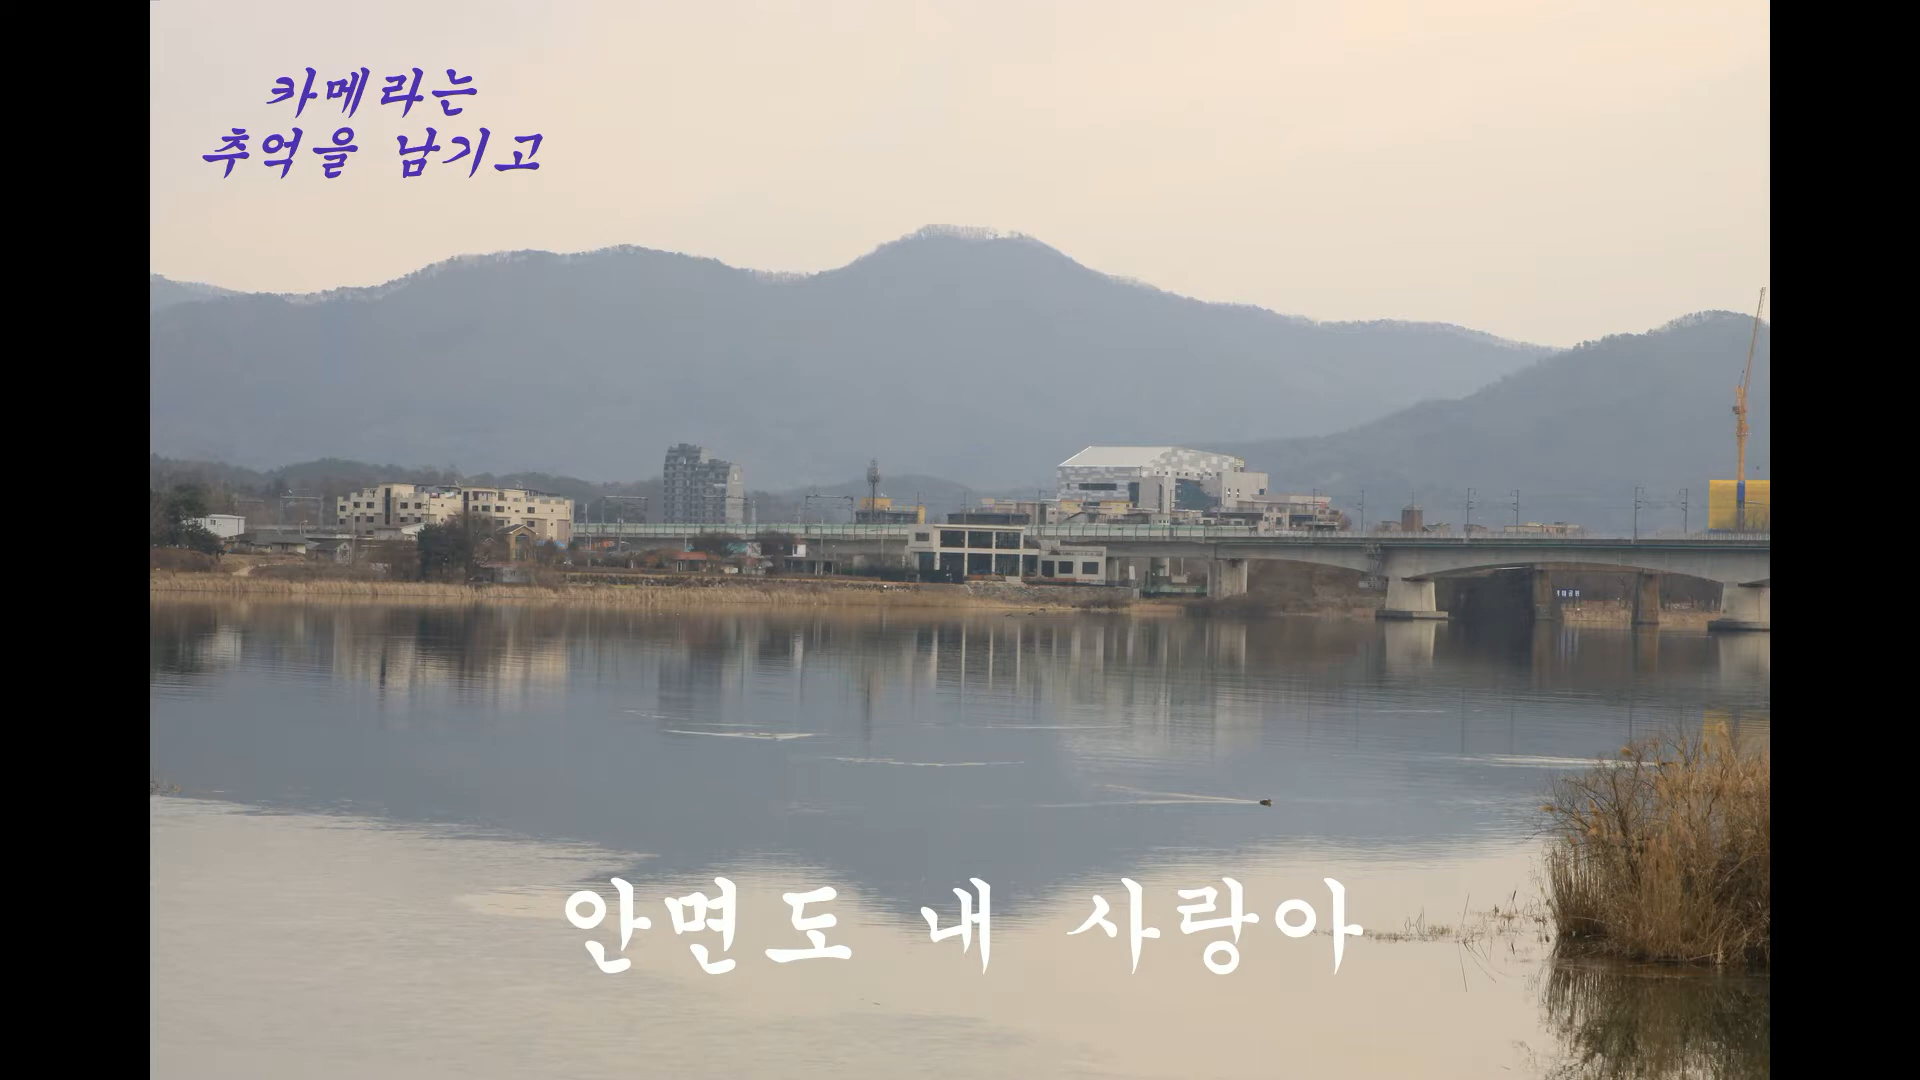 카메라는
추억을 남기고
안면도 내 사랑아